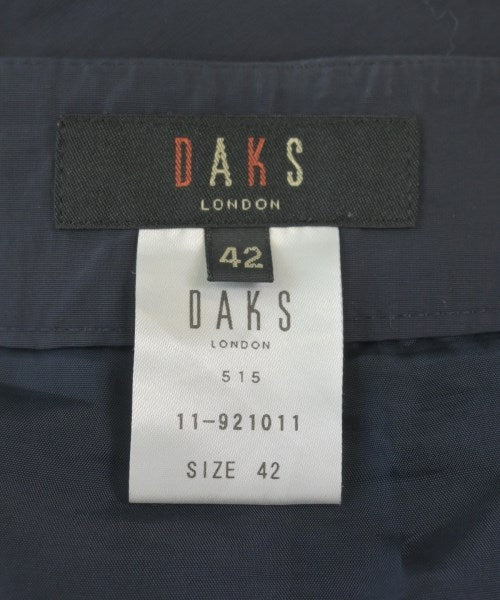 DAKS
LONDON
42
DAKS
LONDON
515
11-921011
SIZE 42